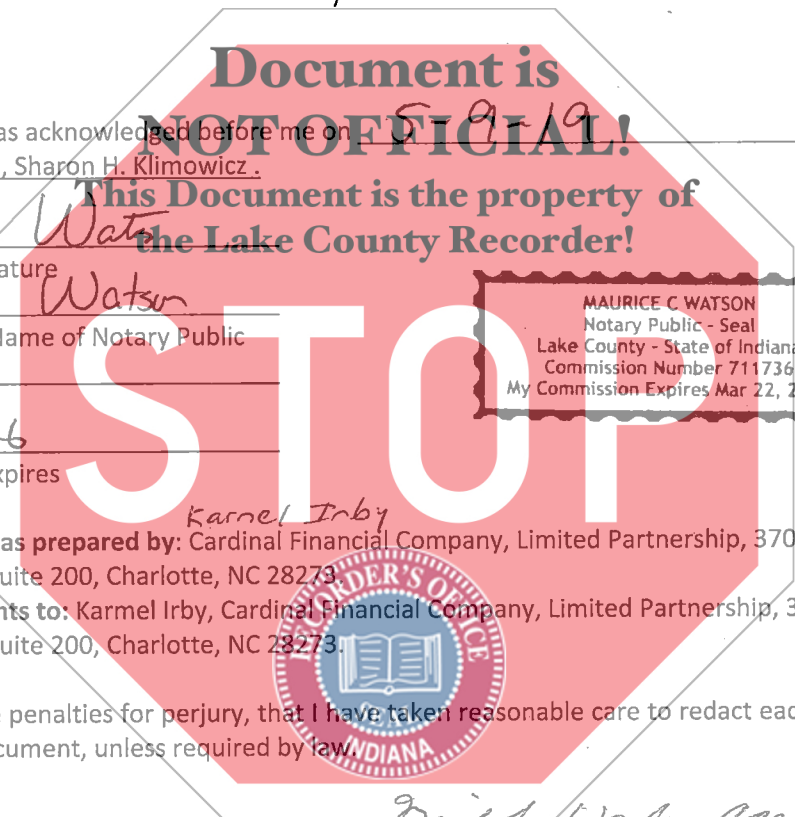 Document is
NOT OFFICIAL!
This Document is the property of
the Lake County Recorder!
STOP
as acknowledged before me on 5-9-19
, Sharon H. Klimowicz .
Wats
ature
Watson
Name of Notary Public
MAURICE C WATSON
Notary Public - Seal
Lake County - State of Indiana
Commission Number 711736
My Commission Expires Mar 22, 2
6
xpires
Karmel Irby
as prepared by: Cardinal Financial Company, Limited Partnership, 370
uite 200, Charlotte, NC 28273.
nts to: Karmel Irby, Cardinal Financial Company, Limited Partnership, 3
uite 200, Charlotte, NC 28273.
RECORDER'S OFFICE
SEAL
INDIANA
e penalties for perjury, that I have taken reasonable care to redact eac
cument, unless required by law.